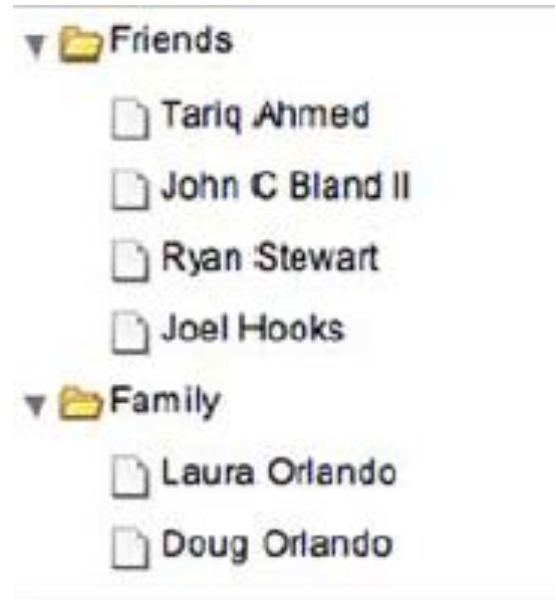 Friends
Tariq Ahmed
John C Bland II
Ryan Stewart
Joel Hooks
Family
Laura Orlando
Doug Orlando